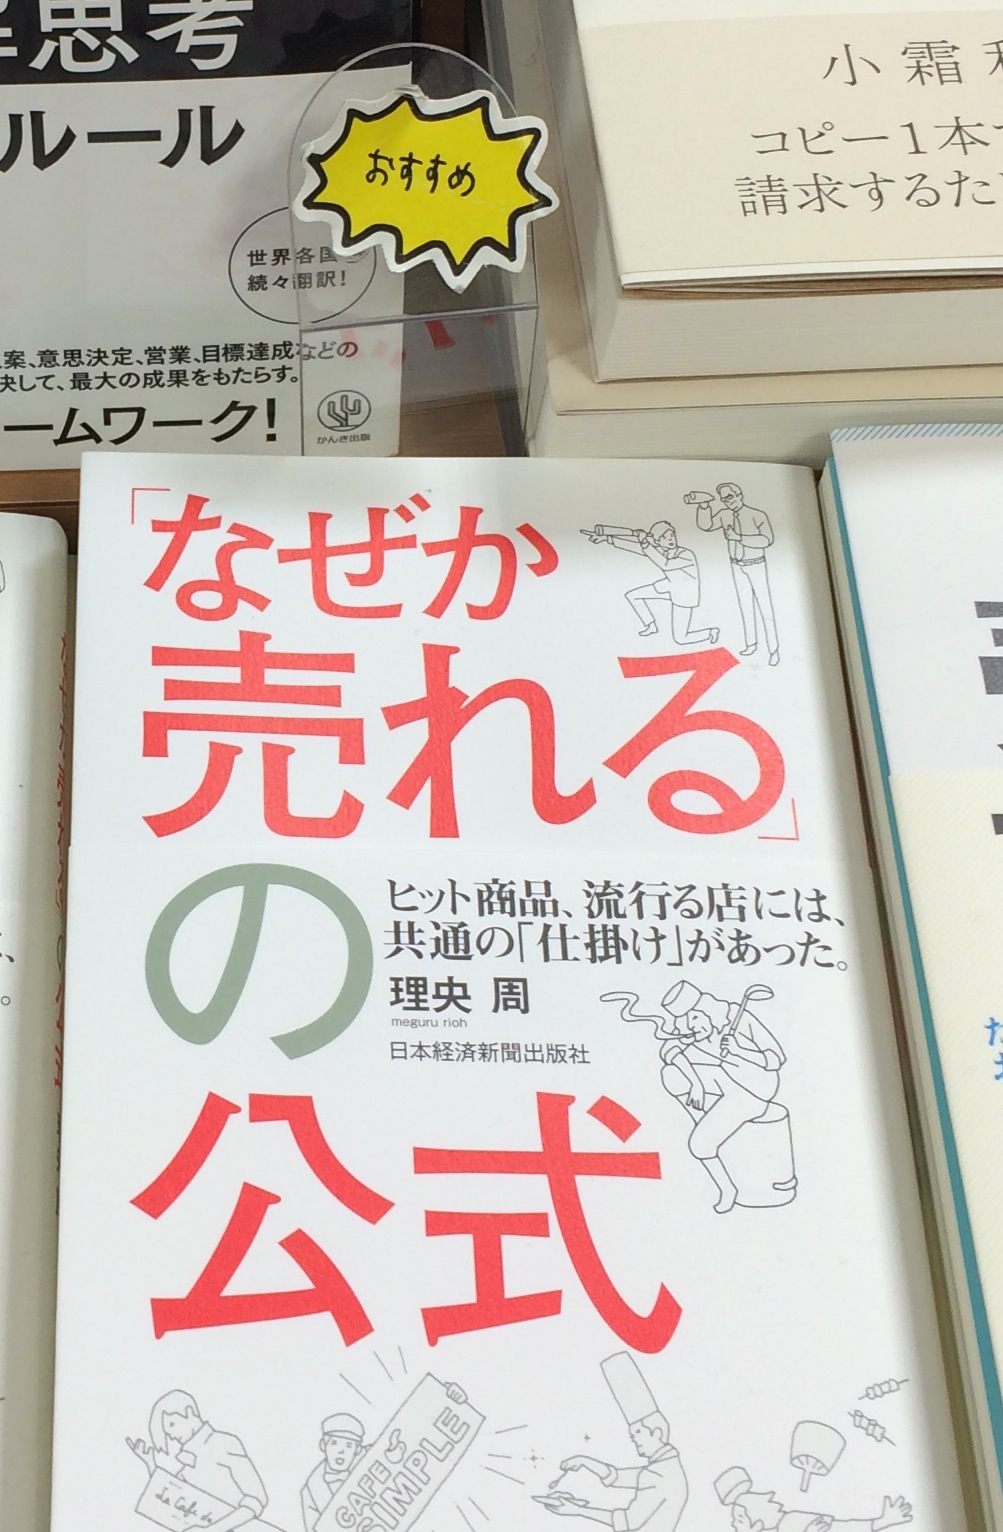 思考
ルール
おすすめ
世界各国
続々翻訳!
案、意思決定、営業、目標達成などの
決して、最大の成果をもたらす。
ームワーク!
かんき出版
小霜
コピー1本
請求するた
「なぜか
売れる」
の
ヒット商品、流行る店には、
共通の「仕掛け」があった。
理央 周
meguru rioh
日本経済新聞出版社
公式
CAFE
SIMPLE
La Cafe de